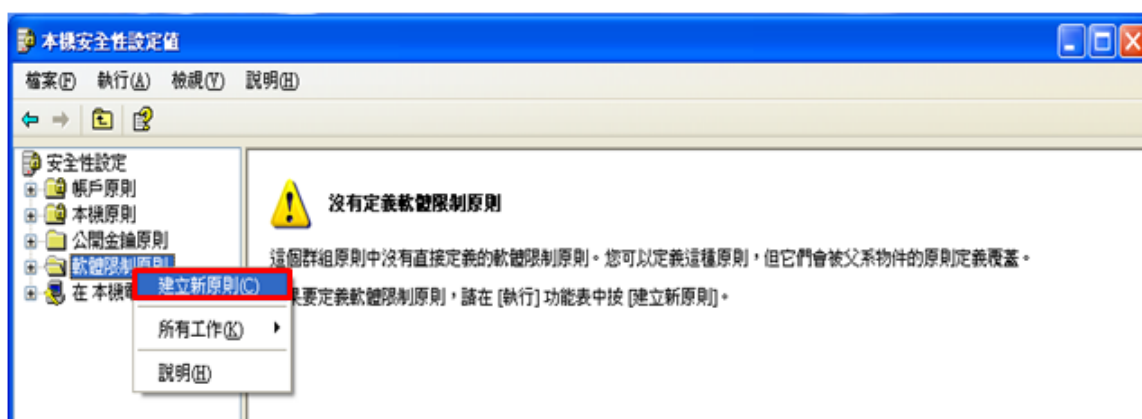 本機安全性設定值
檔案(F) 執行(A) 檢視(V) 說明(H)
安全性設定
帳戶原則
本機原則
公開金鑰原則
軟體限制原則
在 本機
建立新原則(C)
所有工作(K)
說明(H)
沒有定義軟體限制原則
這個群組原則中沒有直接定義的軟體限制原則。您可以定義這種原則，但它們會被父系物件的原則定義覆蓋。
果要定義軟體限制原則，請在 [執行] 功能表中按 [建立新原則]。